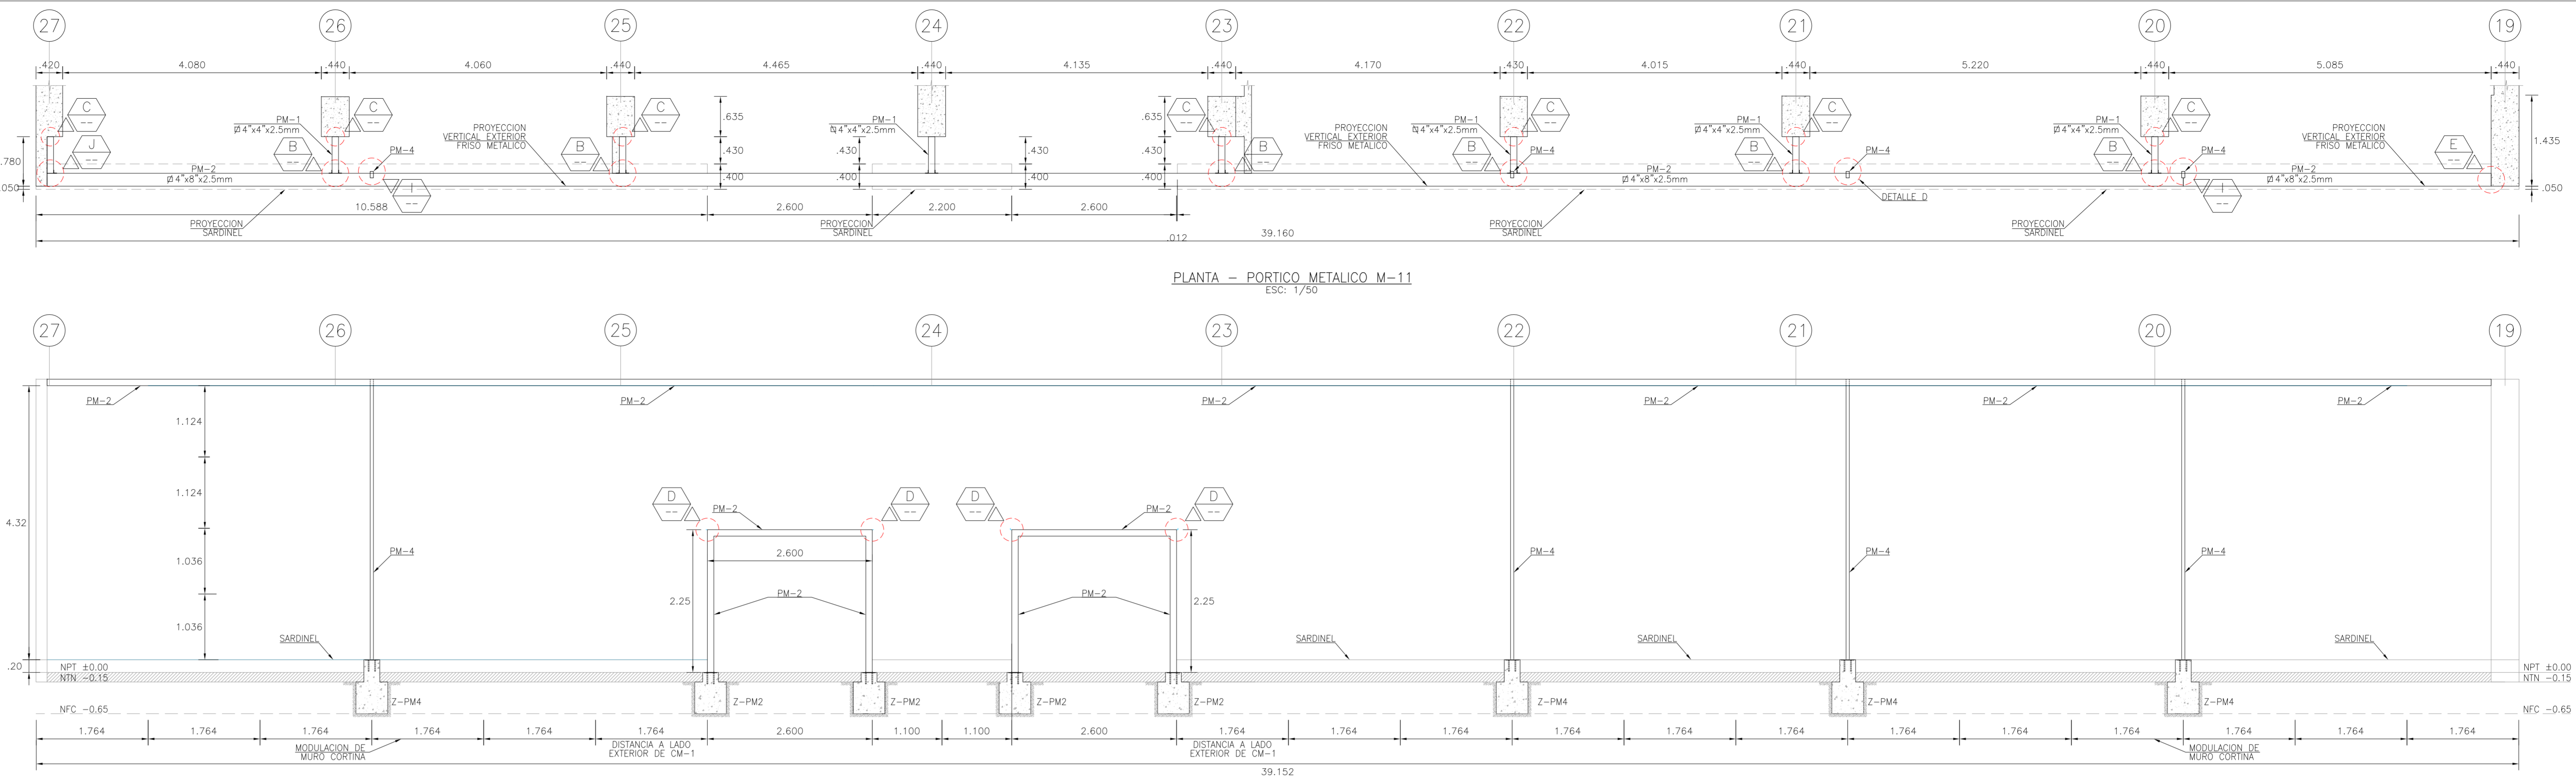 27 26 25 24 23 22 21 20 19
.420 4.080 .440 4.060 .440 4.465 .440 4.135 .440 4.170 .430 4.015 .440 5.220 .440 5.085 .440
C C C C C C C
PM-1 PM-1 PM-1 PM-1 PM-1
4"x4"x2.5mm 4"x4"x2.5mm 4"x4"x2.5mm 4"x4"x2.5mm 4"x4"x2.5mm
.635 .635 1.435
PROYECCION
VERTICAL EXTERIOR
FRISO METALICO
PROYECCION
VERTICAL EXTERIOR
FRISO METALICO
PROYECCION
VERTICAL EXTERIOR
FRISO METALICO
J B B B B B B E
-- -- -- -- -- -- -- --
PM-4 PM-4 PM-4 PM-4
.780 .430 .430 .430 .430
.050 .400 .400 .400 .400 .050
PM-2
Ø 4"x8"x2.5mm
PM-2
Ø 4"x8"x2.5mm
PM-2
Ø 4"x8"x2.5mm
I I
-- --
DETALLE D
10.588 2.600 2.200 2.600
PROYECCION
SARDINEL
PROYECCION
SARDINEL
PROYECCION
SARDINEL
PROYECCION
SARDINEL
.012 39.160
PLANTA - PORTICO METALICO M-11
ESC: 1/50
27 26 25 24 23 22 21 20 19
PM-2 PM-2 PM-2 PM-2 PM-2 PM-2
1.124
1.124
1.036
1.036
4.32
.20
D D D D
-- -- -- --
PM-2 PM-2
2.600
PM-4 PM-4 PM-4 PM-4
2.25 PM-2 PM-2 2.25
SARDINEL SARDINEL SARDINEL SARDINEL
NPT ±0.00 NPT ±0.00
NTN -0.15 NTN -0.15
Z-PM4 Z-PM2 Z-PM2 Z-PM2 Z-PM2 Z-PM4 Z-PM4 Z-PM4
NFC -0.65 NFC -0.65
1.764 1.764 1.764 1.764 1.764 1.764 2.600 1.100 1.100 2.600 1.764 1.764 1.764 1.764 1.764 1.764 1.764 1.764 1.764 1.764 1.764 1.764
MODULACION DE
MURO CORTINA
DISTANCIA A LADO
EXTERIOR DE CM-1
DISTANCIA A LADO
EXTERIOR DE CM-1
MODULACION DE
MURO CORTINA
39.152